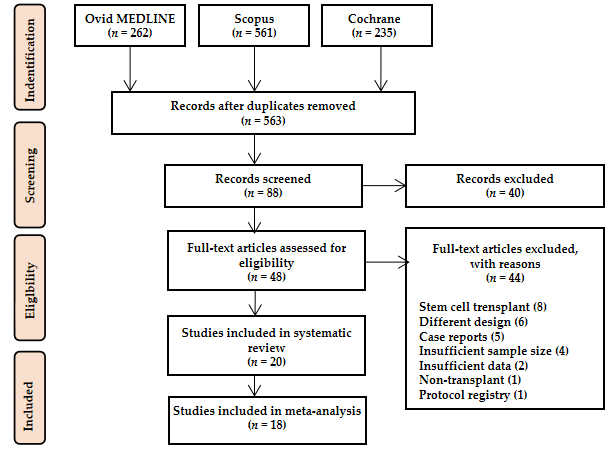 Indentification
Ovid MEDLINE
(n = 262)
Scopus
(n = 561)
Cochrane
(n = 235)
Records after duplicates removed
(n = 563)
Screening
Records screened
(n = 88)
Records excluded
(n = 40)
Eliglbility
Full-text articles assessed for
eligibility
(n = 48)
Full-text articles excluded,
with reasons
(n = 44)
Stem cell trensplant (8)
Different design (6)
Case reports (5)
Insufficient sample size (4)
Insufficient data (2)
Non-transplant (1)
Protocol registry (1)
Studies included in systematic
review
(n = 20)
Included
Studies included in meta-analysis
(n = 18)